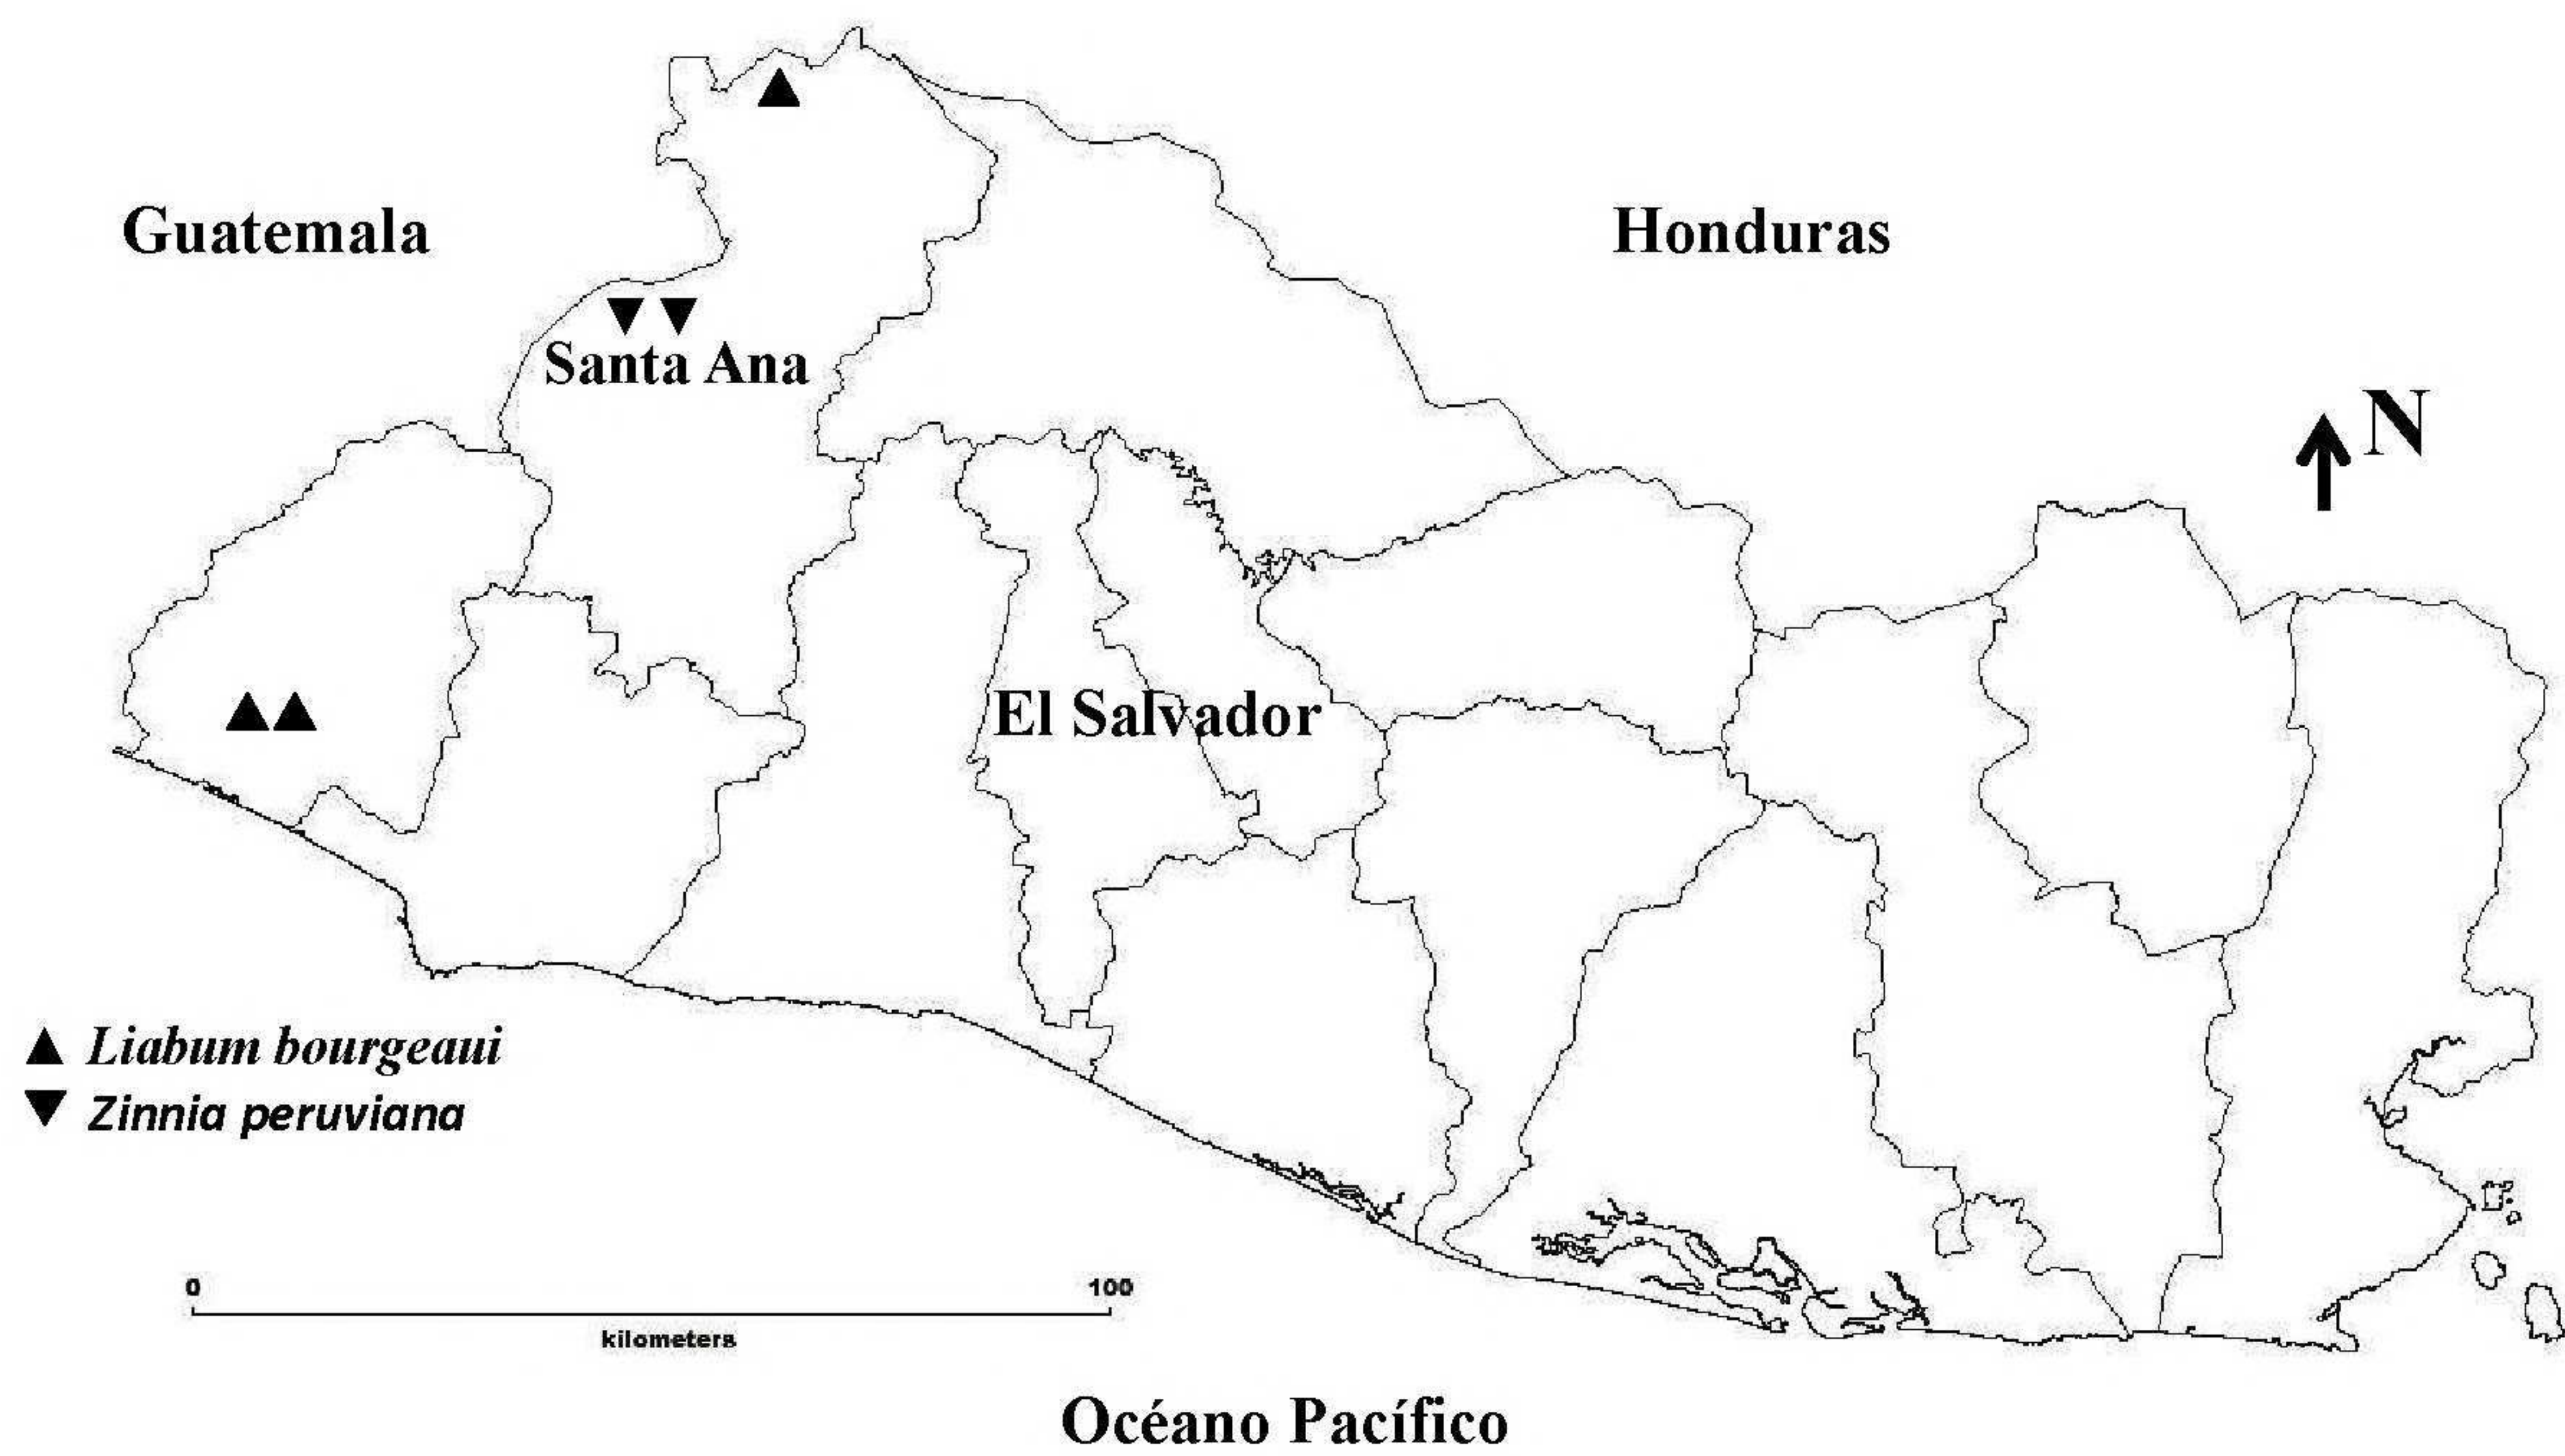 Guatemala
Honduras
Santa Ana
N
El Salvador
Liabum bourgeaui
Zinnia peruviana
0 100
kilometers
Océano Pacífico